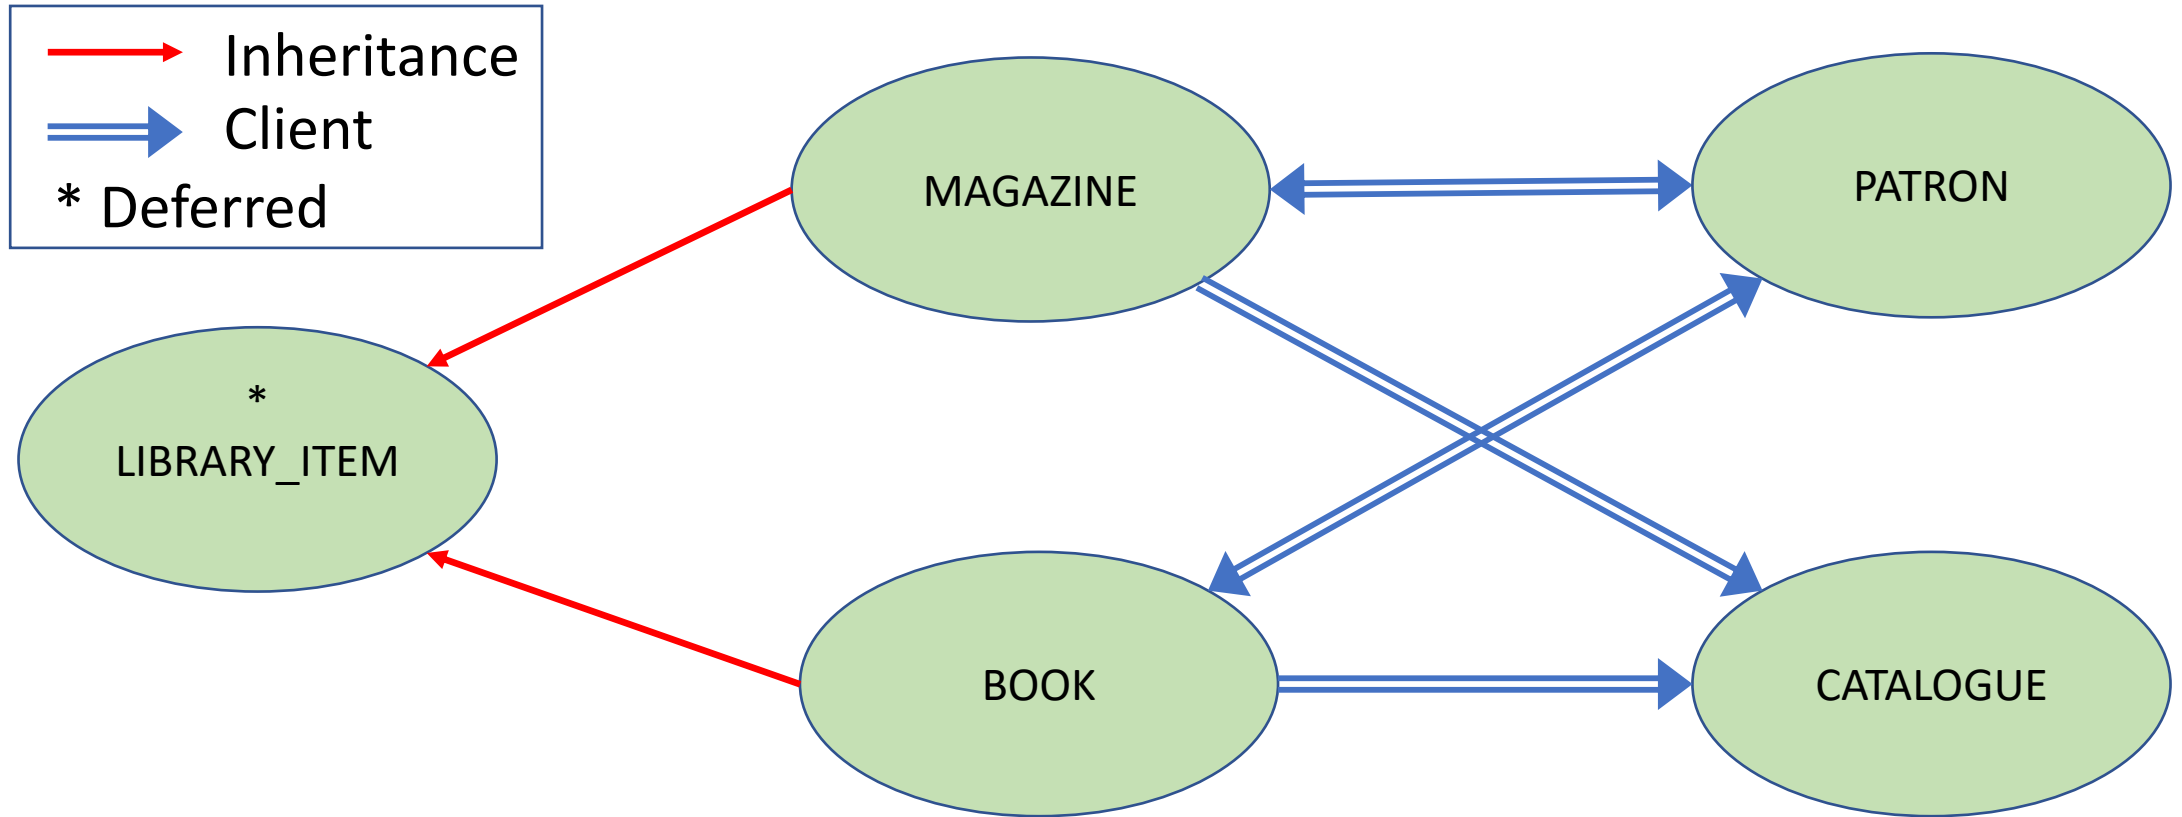 Inheritance
Client
* Deferred
MAGAZINE
PATRON
*
LIBRARY_ITEM
BOOK
CATALOGUE